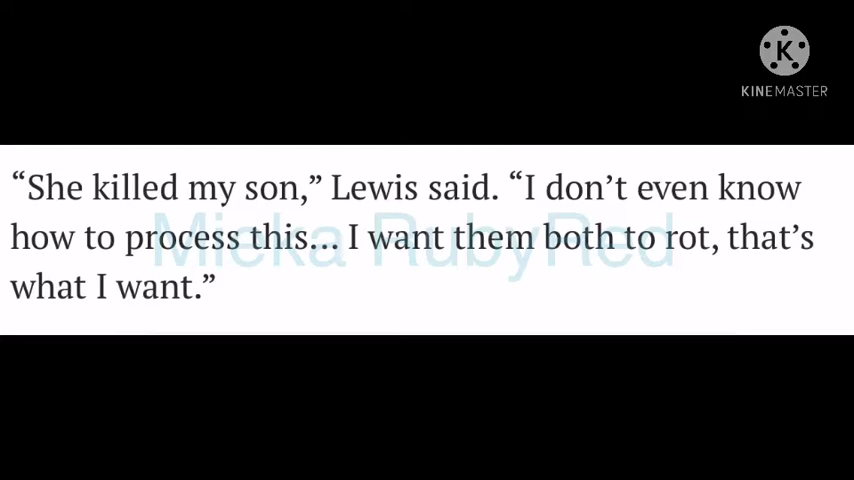 K
KINEMASTER
“She killed my son,” Lewis said. “I don’t even know
how to process this... I want them both to rot, that’s
what I want.”
Mieka RubyRed